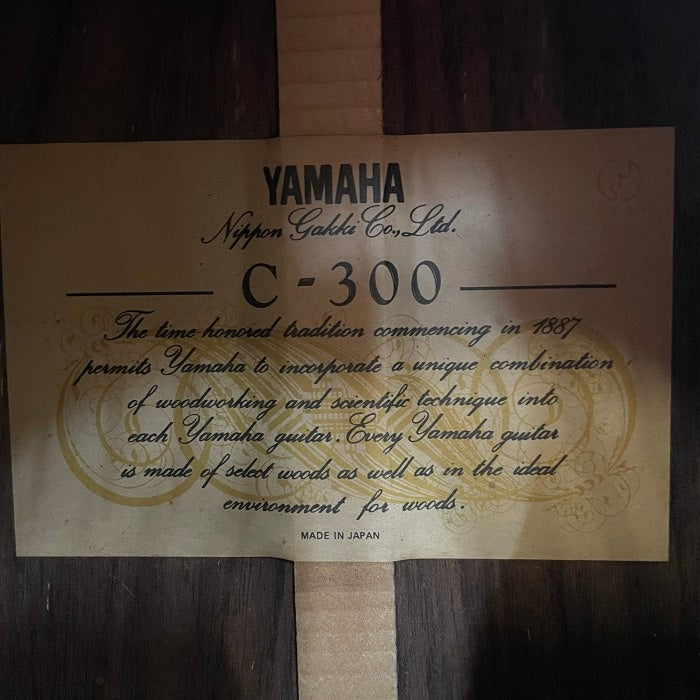 YAMAHA
Nippon Gakki Co., Ltd.
C-300
The time-honored tradition commencing in 1887
permits Yamaha to incorporate a unique combination
of woodworking and scientific technique into
each Yamaha guitar. Every Yamaha guitar
is made of select woods as well as in the ideal
environment for woods.
MADE IN JAPAN